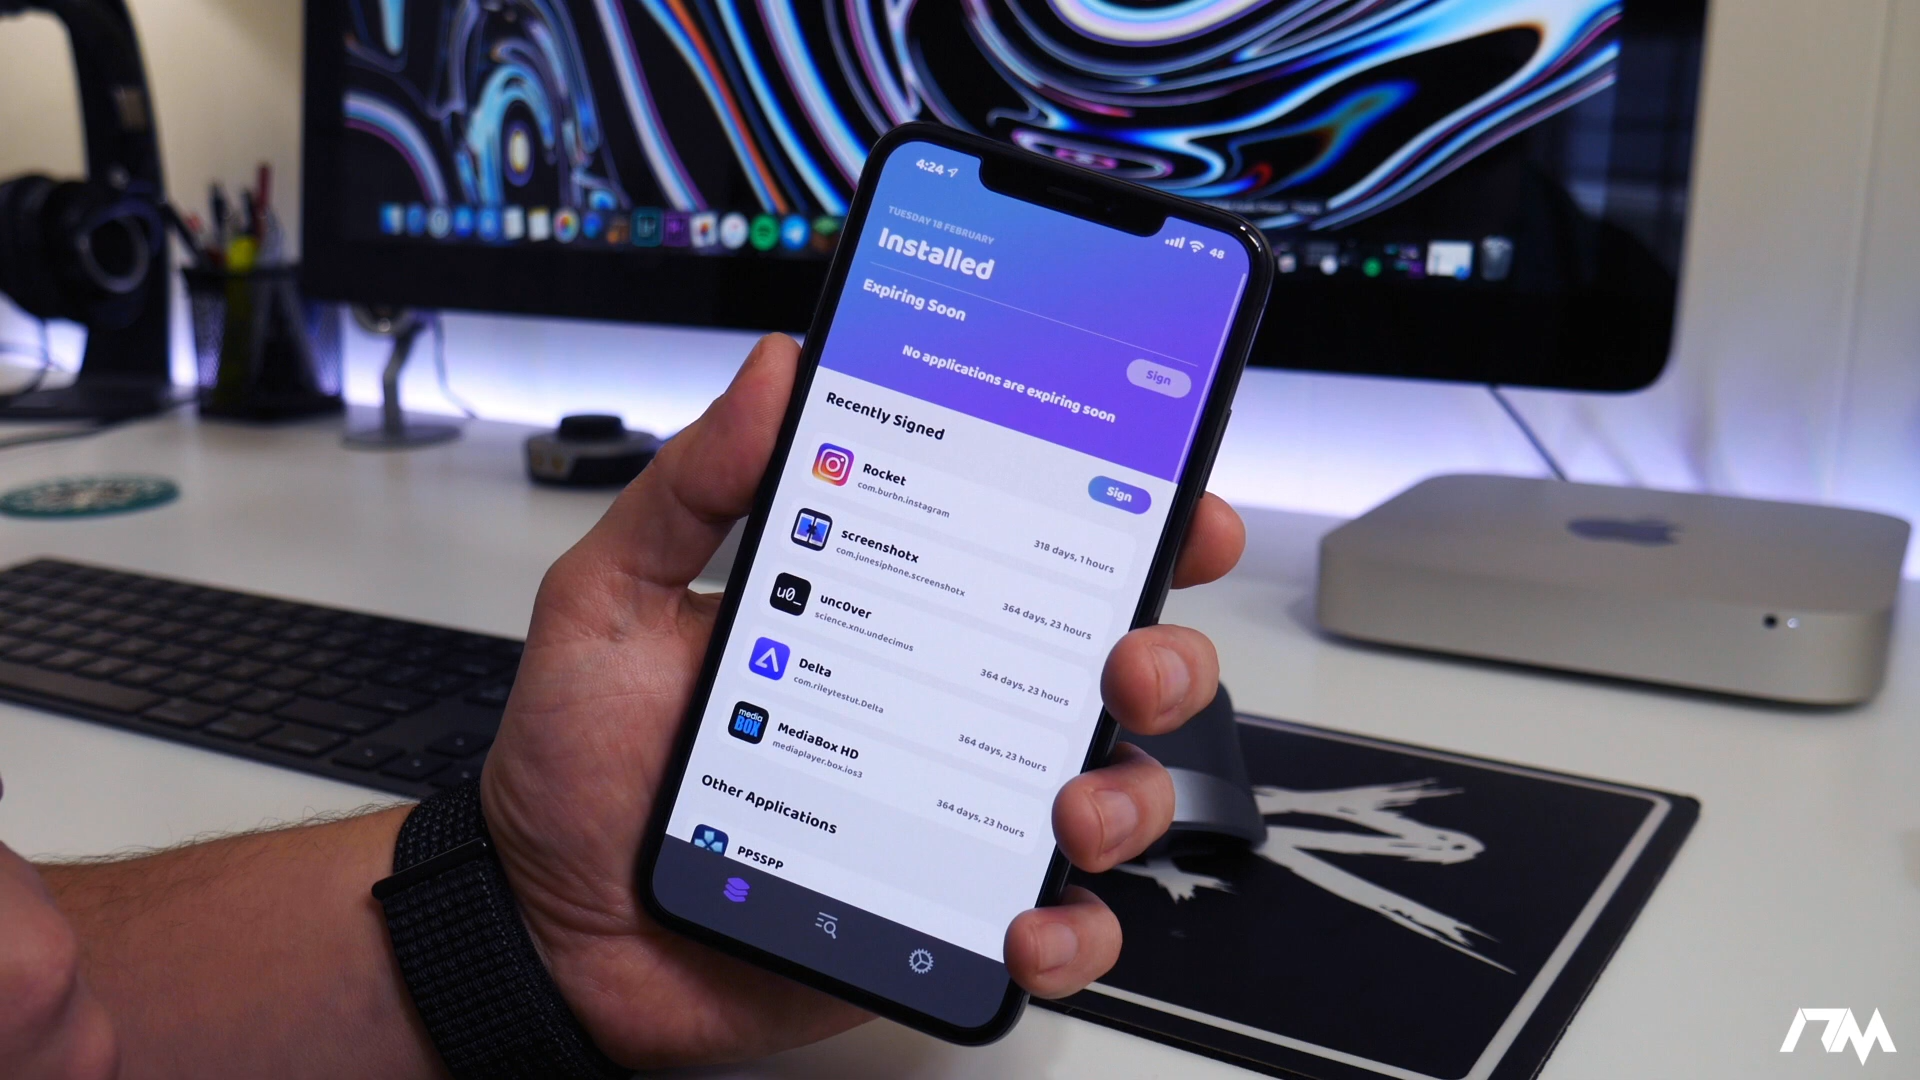 4:24
48
TUESDAY 18 FEBRUARY
Installed
Expiring Soon
Sign
No applications are expiring soon
Recently Signed
Sign
Rocket
com.burbn.instagram
318 days, 1 hours
screenshotx
com.junesiphone.screenshotx
364 days, 23 hours
u0_
unc0ver
science.xnu.undecimus
364 days, 23 hours
Delta
com.rileytestut.Delta
364 days, 23 hours
media
BOX
MediaBox HD
mediaplayer.box.ios3
364 days, 23 hours
Other Applications
PPSSPP